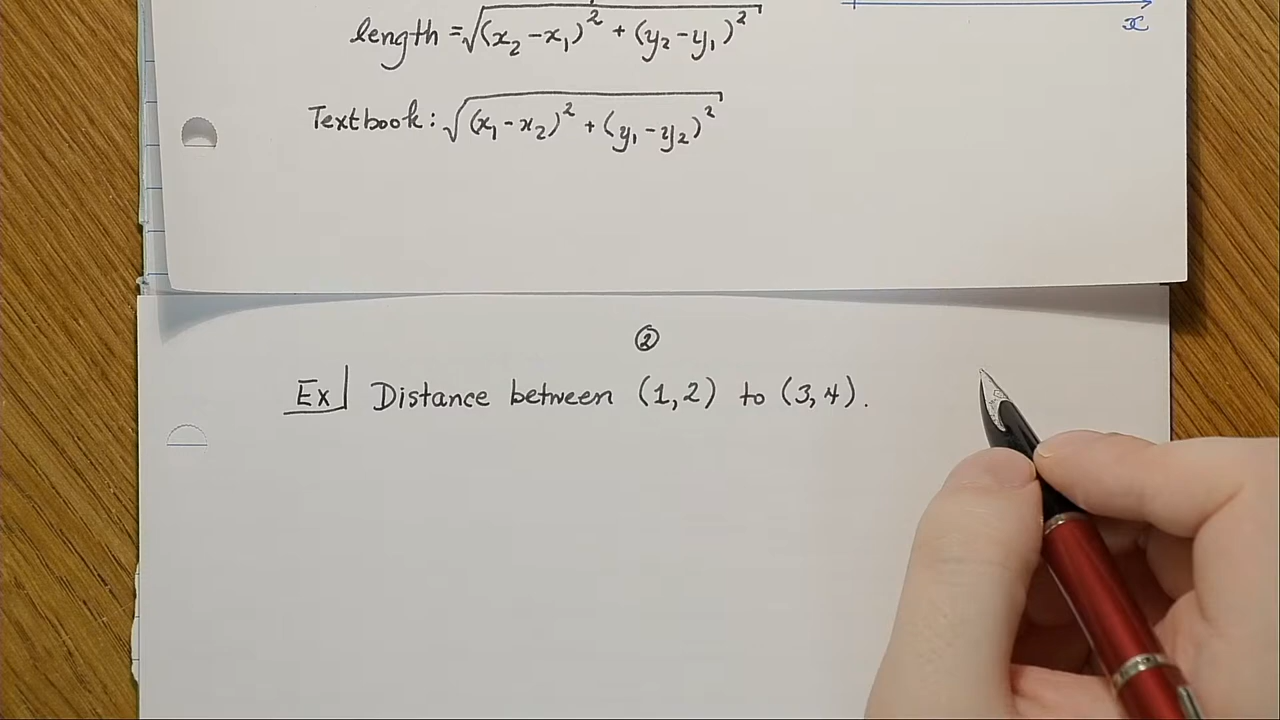 length = √(x₂ - x₁)² + (y₂ - y₁)²
x
Textbook: √(x₁ - x₂)² + (y₁ - y₂)²
②
Ex Distance between (1,2) to (3,4).